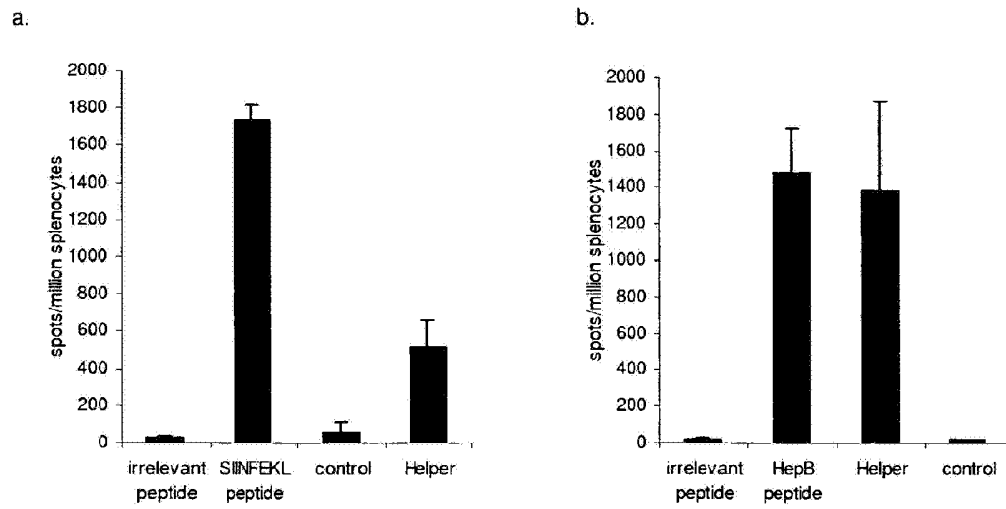 a.
spots/million splenocytes
2000
1800
1600
1400
1200
1000
800
600
400
200
0
irrelevant peptide
SIINFEKL peptide
control
Helper
b.
spots/million splenocytes
2000
1800
1600
1400
1200
1000
800
600
400
200
0
irrelevant peptide
HepB peptide
Helper
control